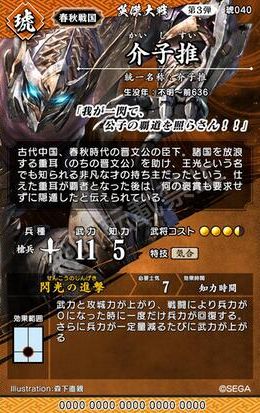 琥
春秋戦国
英傑大戦
第3弾
琥040
かいしすい
介子推
統一名称：介子推
生没年：不明～前636
「我が一閃で、
公子の覇道を照らさん！！」
古代中国、春秋時代の晋文公の臣下。諸国を放浪
する重耳（のちの晋文公）を助け、王光という名
でも知られる非凡な才の持ち主だったという。仕
えた重耳が覇者となった後は、何の褒賞も要求せ
ずに隠遁したと伝えられている。
兵種 武力 知力 武将コスト
槍兵 11 5 特技 気合
せんこうのしんげき 必要士気 効果時間
閃光の進撃 7 知力時間
効果範囲
武力と攻城力が上がり、戦闘により兵力が
0になった時に一度だけ兵力が回復する。
さらに兵力が一定量減るたびに武力が上が
る
Illustration：森下直親 ©SEGA
0000 0000 0000 0000 0000